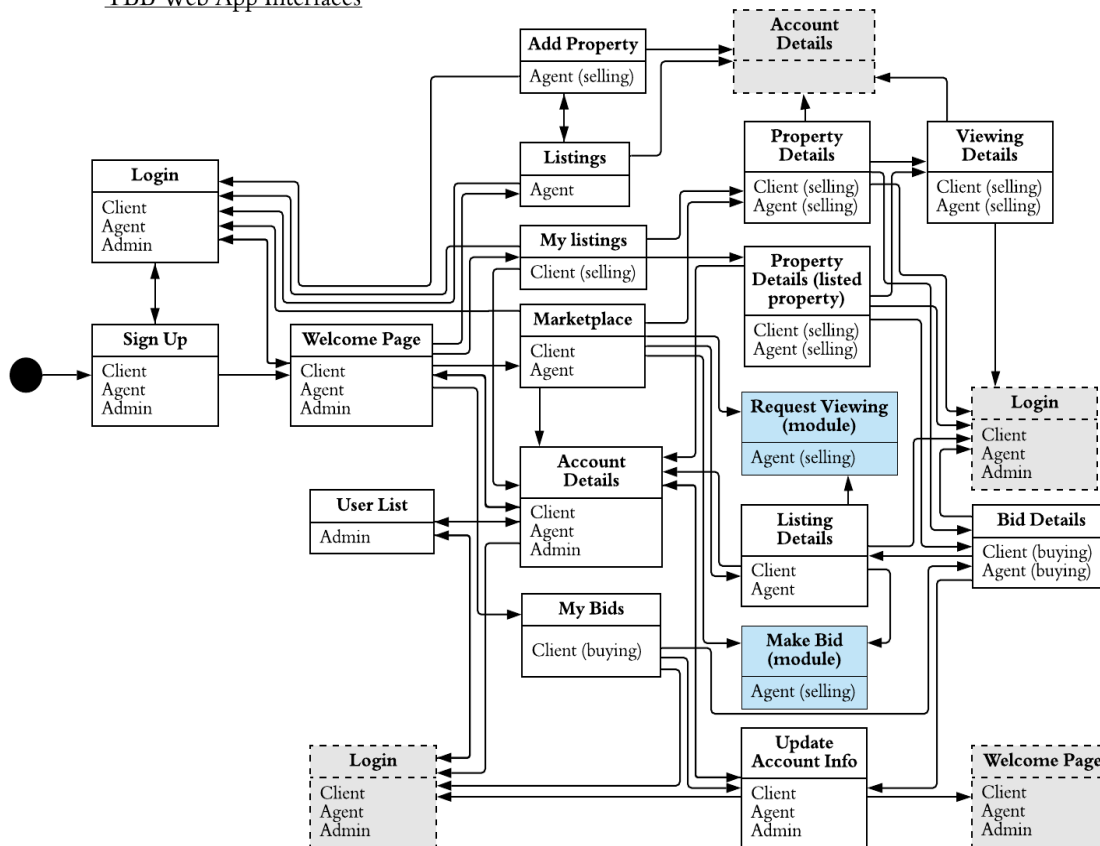 Web App Interfaces
Add Property
Agent (selling)
Account
Details
Listings
Agent
Property
Details
Client (selling)
Agent (selling)
Viewing
Details
Client (selling)
Agent (selling)
Login
Client
Agent
Admin
My listings
Client (selling)
Property
Details (listed
property)
Client (selling)
Agent (selling)
Sign Up
Client
Agent
Admin
Welcome Page
Client
Agent
Admin
Marketplace
Client
Agent
Request Viewing
(module)
Agent (selling)
Login
Client
Agent
Admin
Account
Details
Client
Agent
Admin
User List
Admin
Listing
Details
Client
Agent
Bid Details
Client (buying)
Agent (buying)
My Bids
Client (buying)
Make Bid
(module)
Agent (selling)
Login
Client
Agent
Admin
Update
Account Info
Client
Agent
Admin
Welcome Page
Client
Agent
Admin